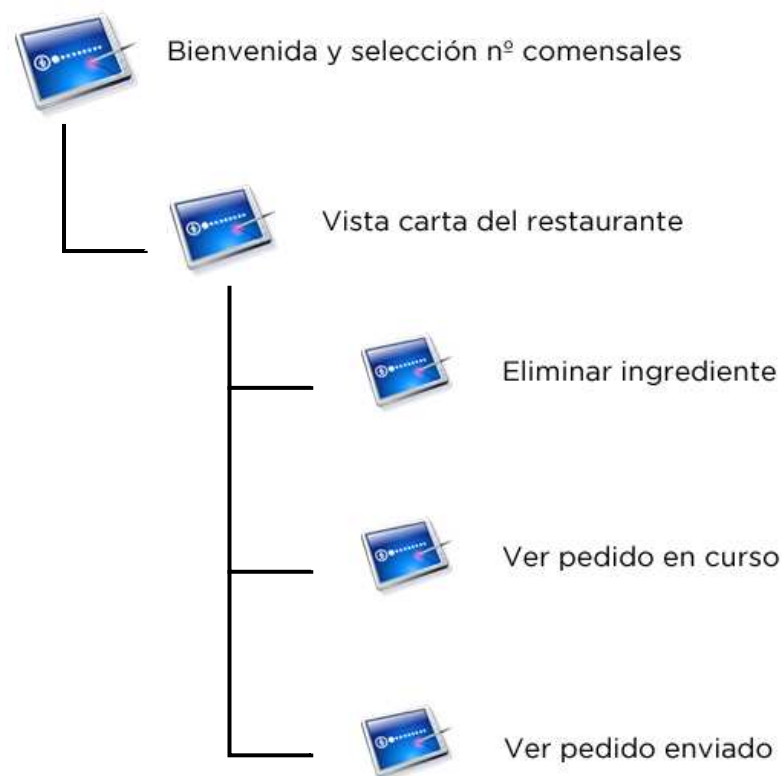 Bienvenida y selección nº comensales
Vista carta del restaurante
Eliminar ingrediente
Ver pedido en curso
Ver pedido enviado